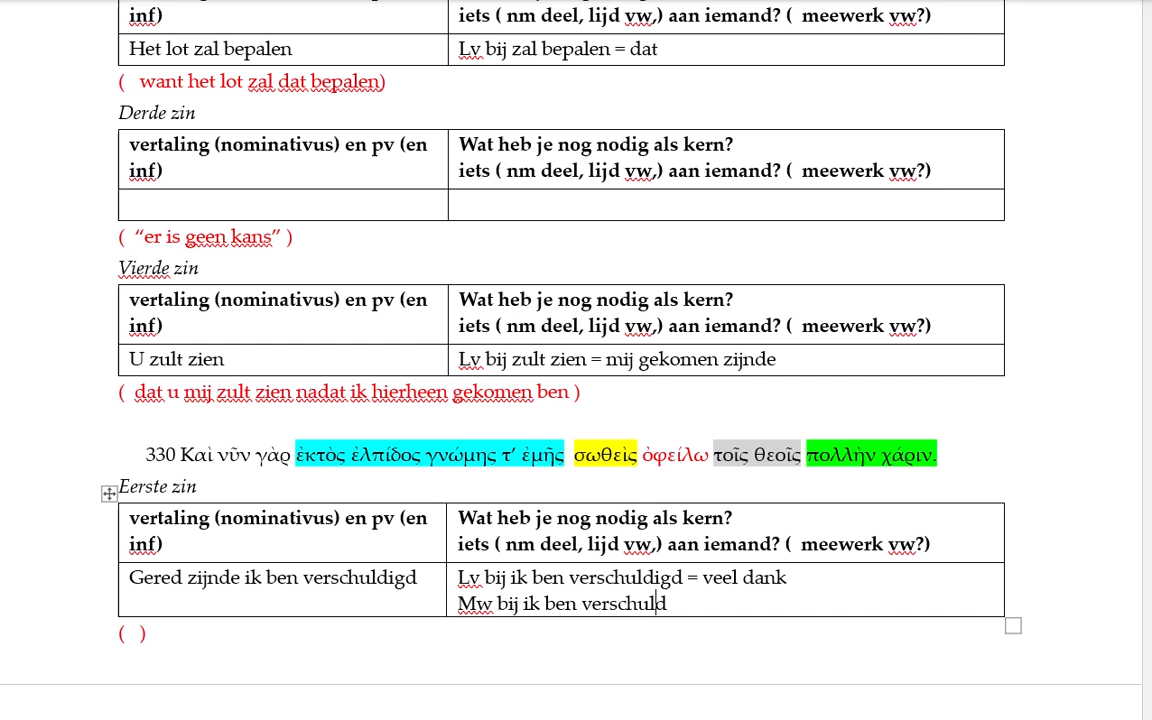 inf)
iets ( nm deel, lijd vw,) aan iemand? (  meewerk vw?)
Het lot zal bepalen
Lv bij zal bepalen = dat
(   want het lot zal dat bepalen)
Derde zin
vertaling (nominativus) en pv (en
inf)
Wat heb je nog nodig als kern?
iets ( nm deel, lijd vw,) aan iemand? (  meewerk vw?)
(  “er is geen kans” )
Vierde zin
vertaling (nominativus) en pv (en
inf)
Wat heb je nog nodig als kern?
iets ( nm deel, lijd vw,) aan iemand? (  meewerk vw?)
U zult zien
Lv bij zult zien = mij gekomen zijnde
(  dat u mij zult zien nadat ik hierheen gekomen ben )
330 Καὶ νῦν γὰρ ἐκτὸς ἐλπίδος γνώμης τ’ ἐμῆς  σωθεὶς ὀφείλω τοῖς θεοῖς πολλὴν χάριν.
Eerste zin
vertaling (nominativus) en pv (en
inf)
Wat heb je nog nodig als kern?
iets ( nm deel, lijd vw,) aan iemand? (  meewerk vw?)
Gered zijnde ik ben verschuldigd
Lv bij ik ben verschuldigd = veel dank
Mw bij ik ben verschuld
(   )